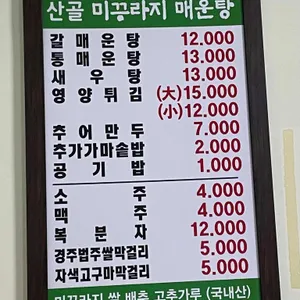 산골 미꾸라지 매운탕
갈 매 운 탕 12.000
통 매 운 탕 13.000
새 우 탕 13.000
영 양 튀 김 (大)15.000
(小)12.000
추 어 만 두 7.000
추가가마솥밥 2.000
공 기 밥 1.000
소 주 4.000
맥 주 4.000
복 분 자 12.000
경주법주쌀막걸리 5.000
자색고구마막걸리 5.000
미꾸라지 쌀 배추 고추가루 (국내산)